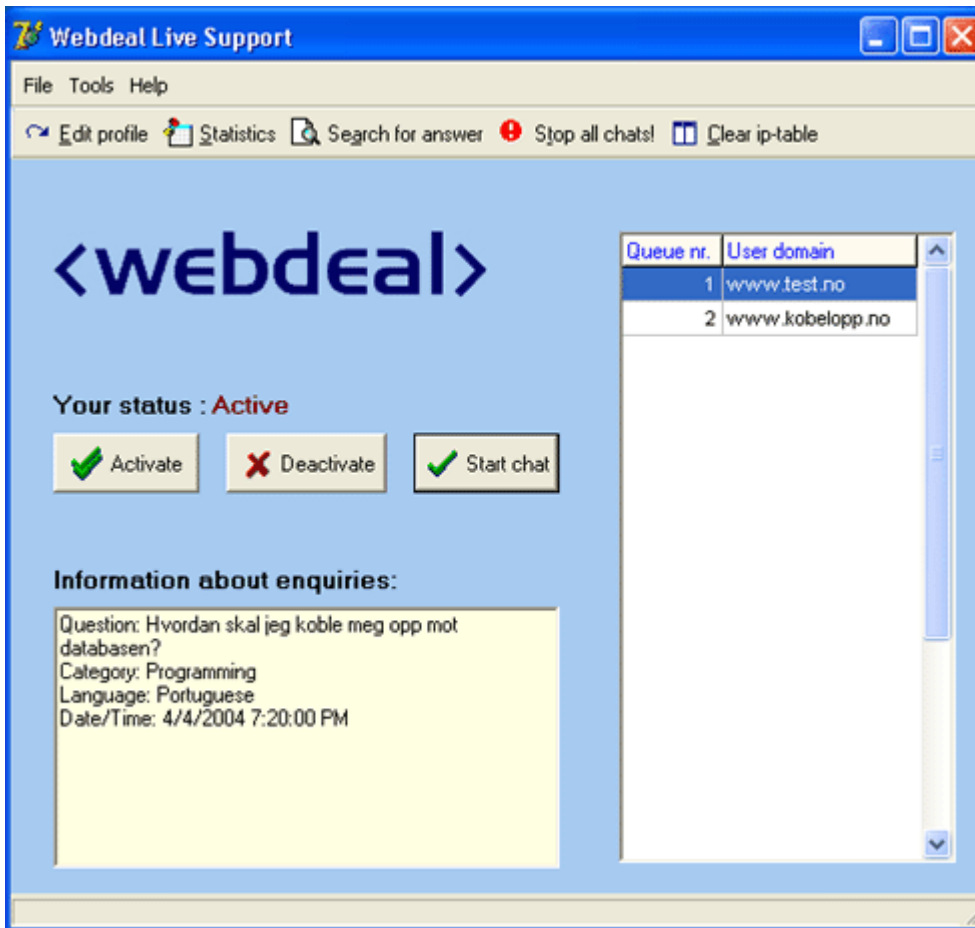 Webdeal Live Support
File Tools Help
Edit profile Statistics Search for answer Stop all chats! Clear ip-table
<webdeal>
Your status : Active
Activate Deactivate Start chat
Information about enquiries:
Question: Hvordan skal jeg koble meg opp mot
databasen?
Category: Programming
Language: Portuguese
Date/Time: 4/4/2004 7:20:00 PM
Queue nr. User domain
1 www.test.no
2 www.kobelopp.no